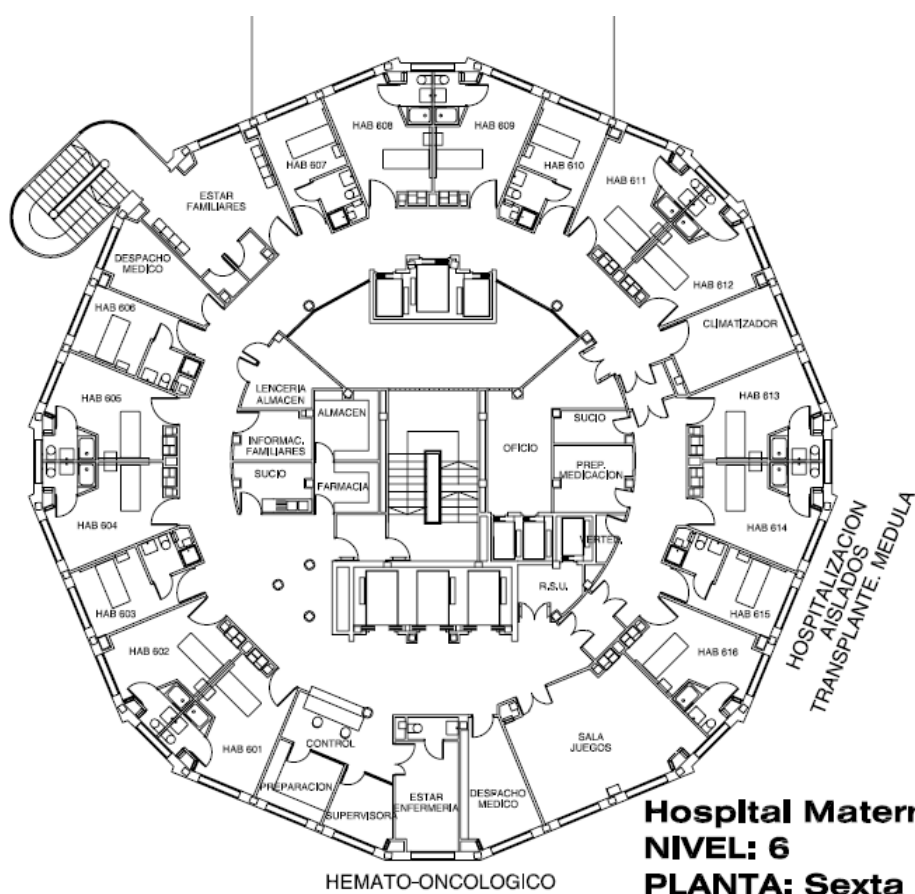 HAB 608
HAB 609
HAB 607
HAB 610
HAB 611
ESTAR
FAMILIARES
DESPACHO
MEDICO
HAB 612
HAB 606
CLIMATIZADOR
HAB 605
LENCERIA
ALMACEN
ALMACEN
HAB 613
SUCIO
INFORMAC.
FAMILIARES
OFICIO
SUCIO
PREP.
MEDICACION
FARMACIA
HAB 604
HAB 614
VERTED.
R.S.U.
HAB 603
HAB 615
HAB 602
HAB 616
HOSPITALIZACION
AISLADOS
TRANSPLANTE. MEDULA
HAB 601
CONTROL
SALA
JUEGOS
PREPARACION
SUPERVISORA
ESTAR
ENFERMERIA
DESPACHO
MEDICO
HEMATO-ONCOLOGICO
Hospital Matern
NIVEL: 6
PLANTA: Sexta